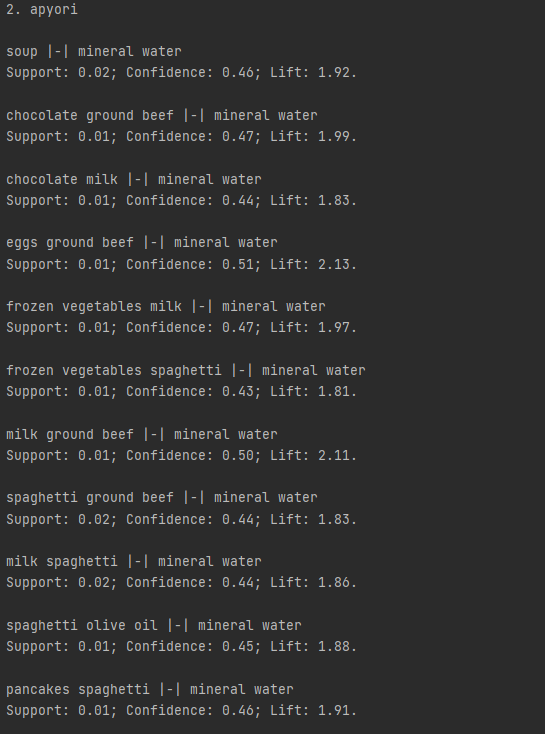 2. apyori
soup |-| mineral water
Support: 0.02; Confidence: 0.46; Lift: 1.92.
chocolate ground beef |-| mineral water
Support: 0.01; Confidence: 0.47; Lift: 1.99.
chocolate milk |-| mineral water
Support: 0.01; Confidence: 0.44; Lift: 1.83.
eggs ground beef |-| mineral water
Support: 0.01; Confidence: 0.51; Lift: 2.13.
frozen vegetables milk |-| mineral water
Support: 0.01; Confidence: 0.47; Lift: 1.97.
frozen vegetables spaghetti |-| mineral water
Support: 0.01; Confidence: 0.43; Lift: 1.81.
milk ground beef |-| mineral water
Support: 0.01; Confidence: 0.50; Lift: 2.11.
spaghetti ground beef |-| mineral water
Support: 0.02; Confidence: 0.44; Lift: 1.83.
milk spaghetti |-| mineral water
Support: 0.02; Confidence: 0.44; Lift: 1.86.
spaghetti olive oil |-| mineral water
Support: 0.01; Confidence: 0.45; Lift: 1.88.
pancakes spaghetti |-| mineral water
Support: 0.01; Confidence: 0.46; Lift: 1.91.